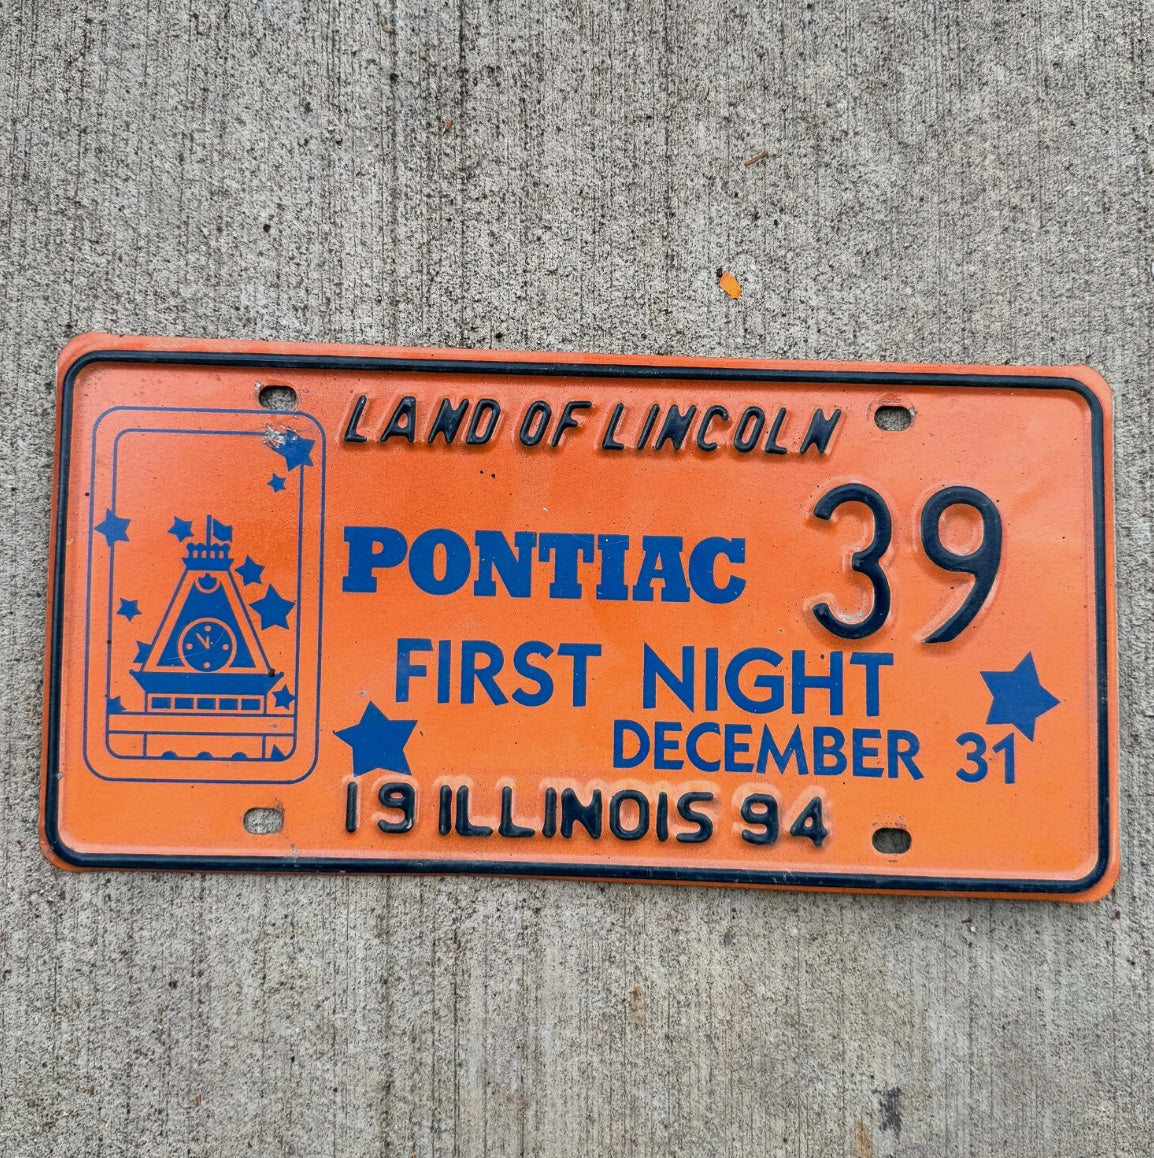 LAND OF LINCOLN
39
PONTIAC
FIRST NIGHT
DECEMBER 31
19 ILLINOIS 94